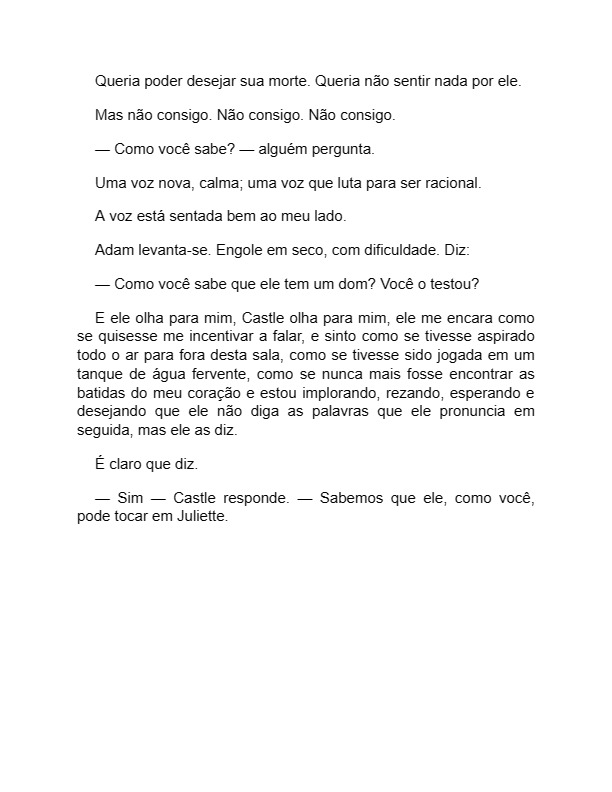 Queria poder desejar sua morte. Queria não sentir nada por ele.
Mas não consigo. Não consigo. Não consigo.
— Como você sabe? — alguém pergunta.
Uma voz nova, calma; uma voz que luta para ser racional.
A voz está sentada bem ao meu lado.
Adam levanta-se. Engole em seco, com dificuldade. Diz:
— Como você sabe que ele tem um dom? Você o testou?
E ele olha para mim, Castle olha para mim, ele me encara como
se quisesse me incentivar a falar, e sinto como se tivesse aspirado
todo o ar para fora desta sala, como se tivesse sido jogada em um
tanque de água fervente, como se nunca mais fosse encontrar as
batidas do meu coração e estou implorando, rezando, esperando e
desejando que ele não diga as palavras que ele pronuncia em
seguida, mas ele as diz.
É claro que diz.
— Sim — Castle responde. — Sabemos que ele, como você,
pode tocar em Juliette.